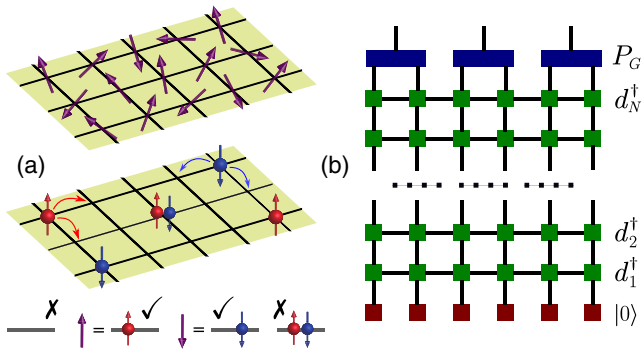 (a)
✗ = ✓ = ✓ ✗
(b)
P_G
d_N^†
d_2^†
d_1^†
|0⟩